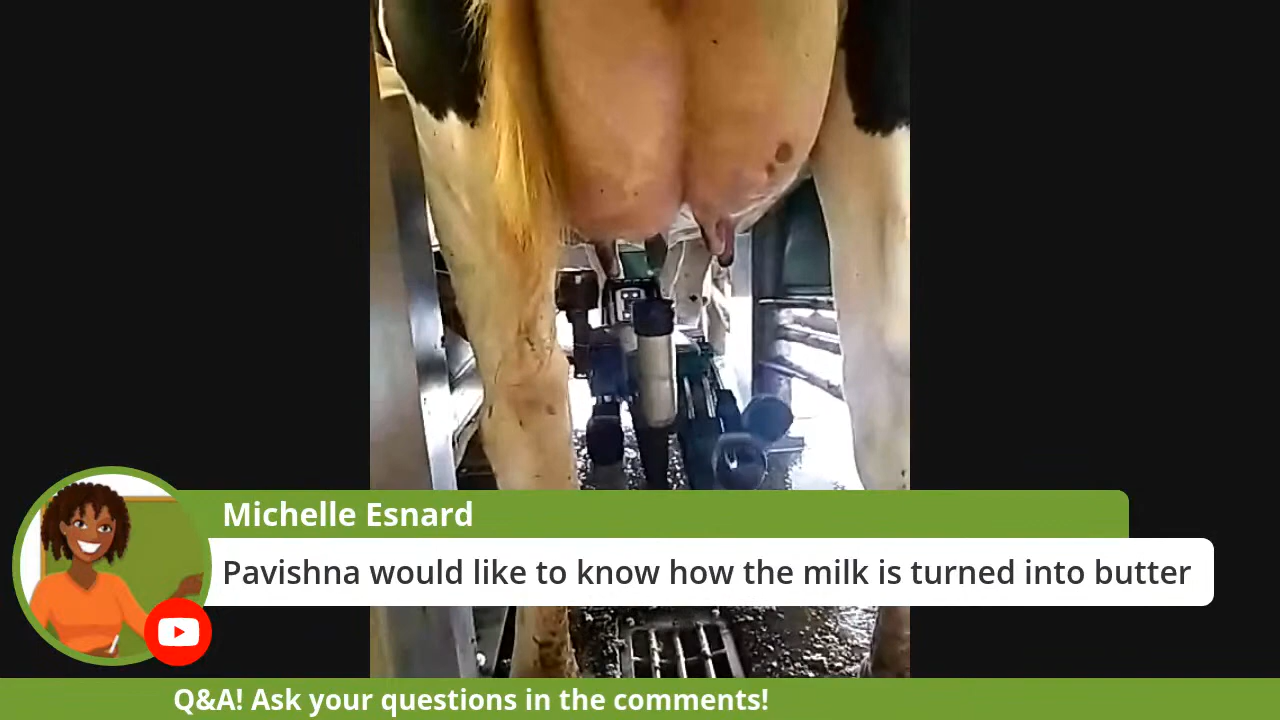 Michelle Esnard
Pavishna would like to know how the milk is turned into butter
Q&A! Ask your questions in the comments!